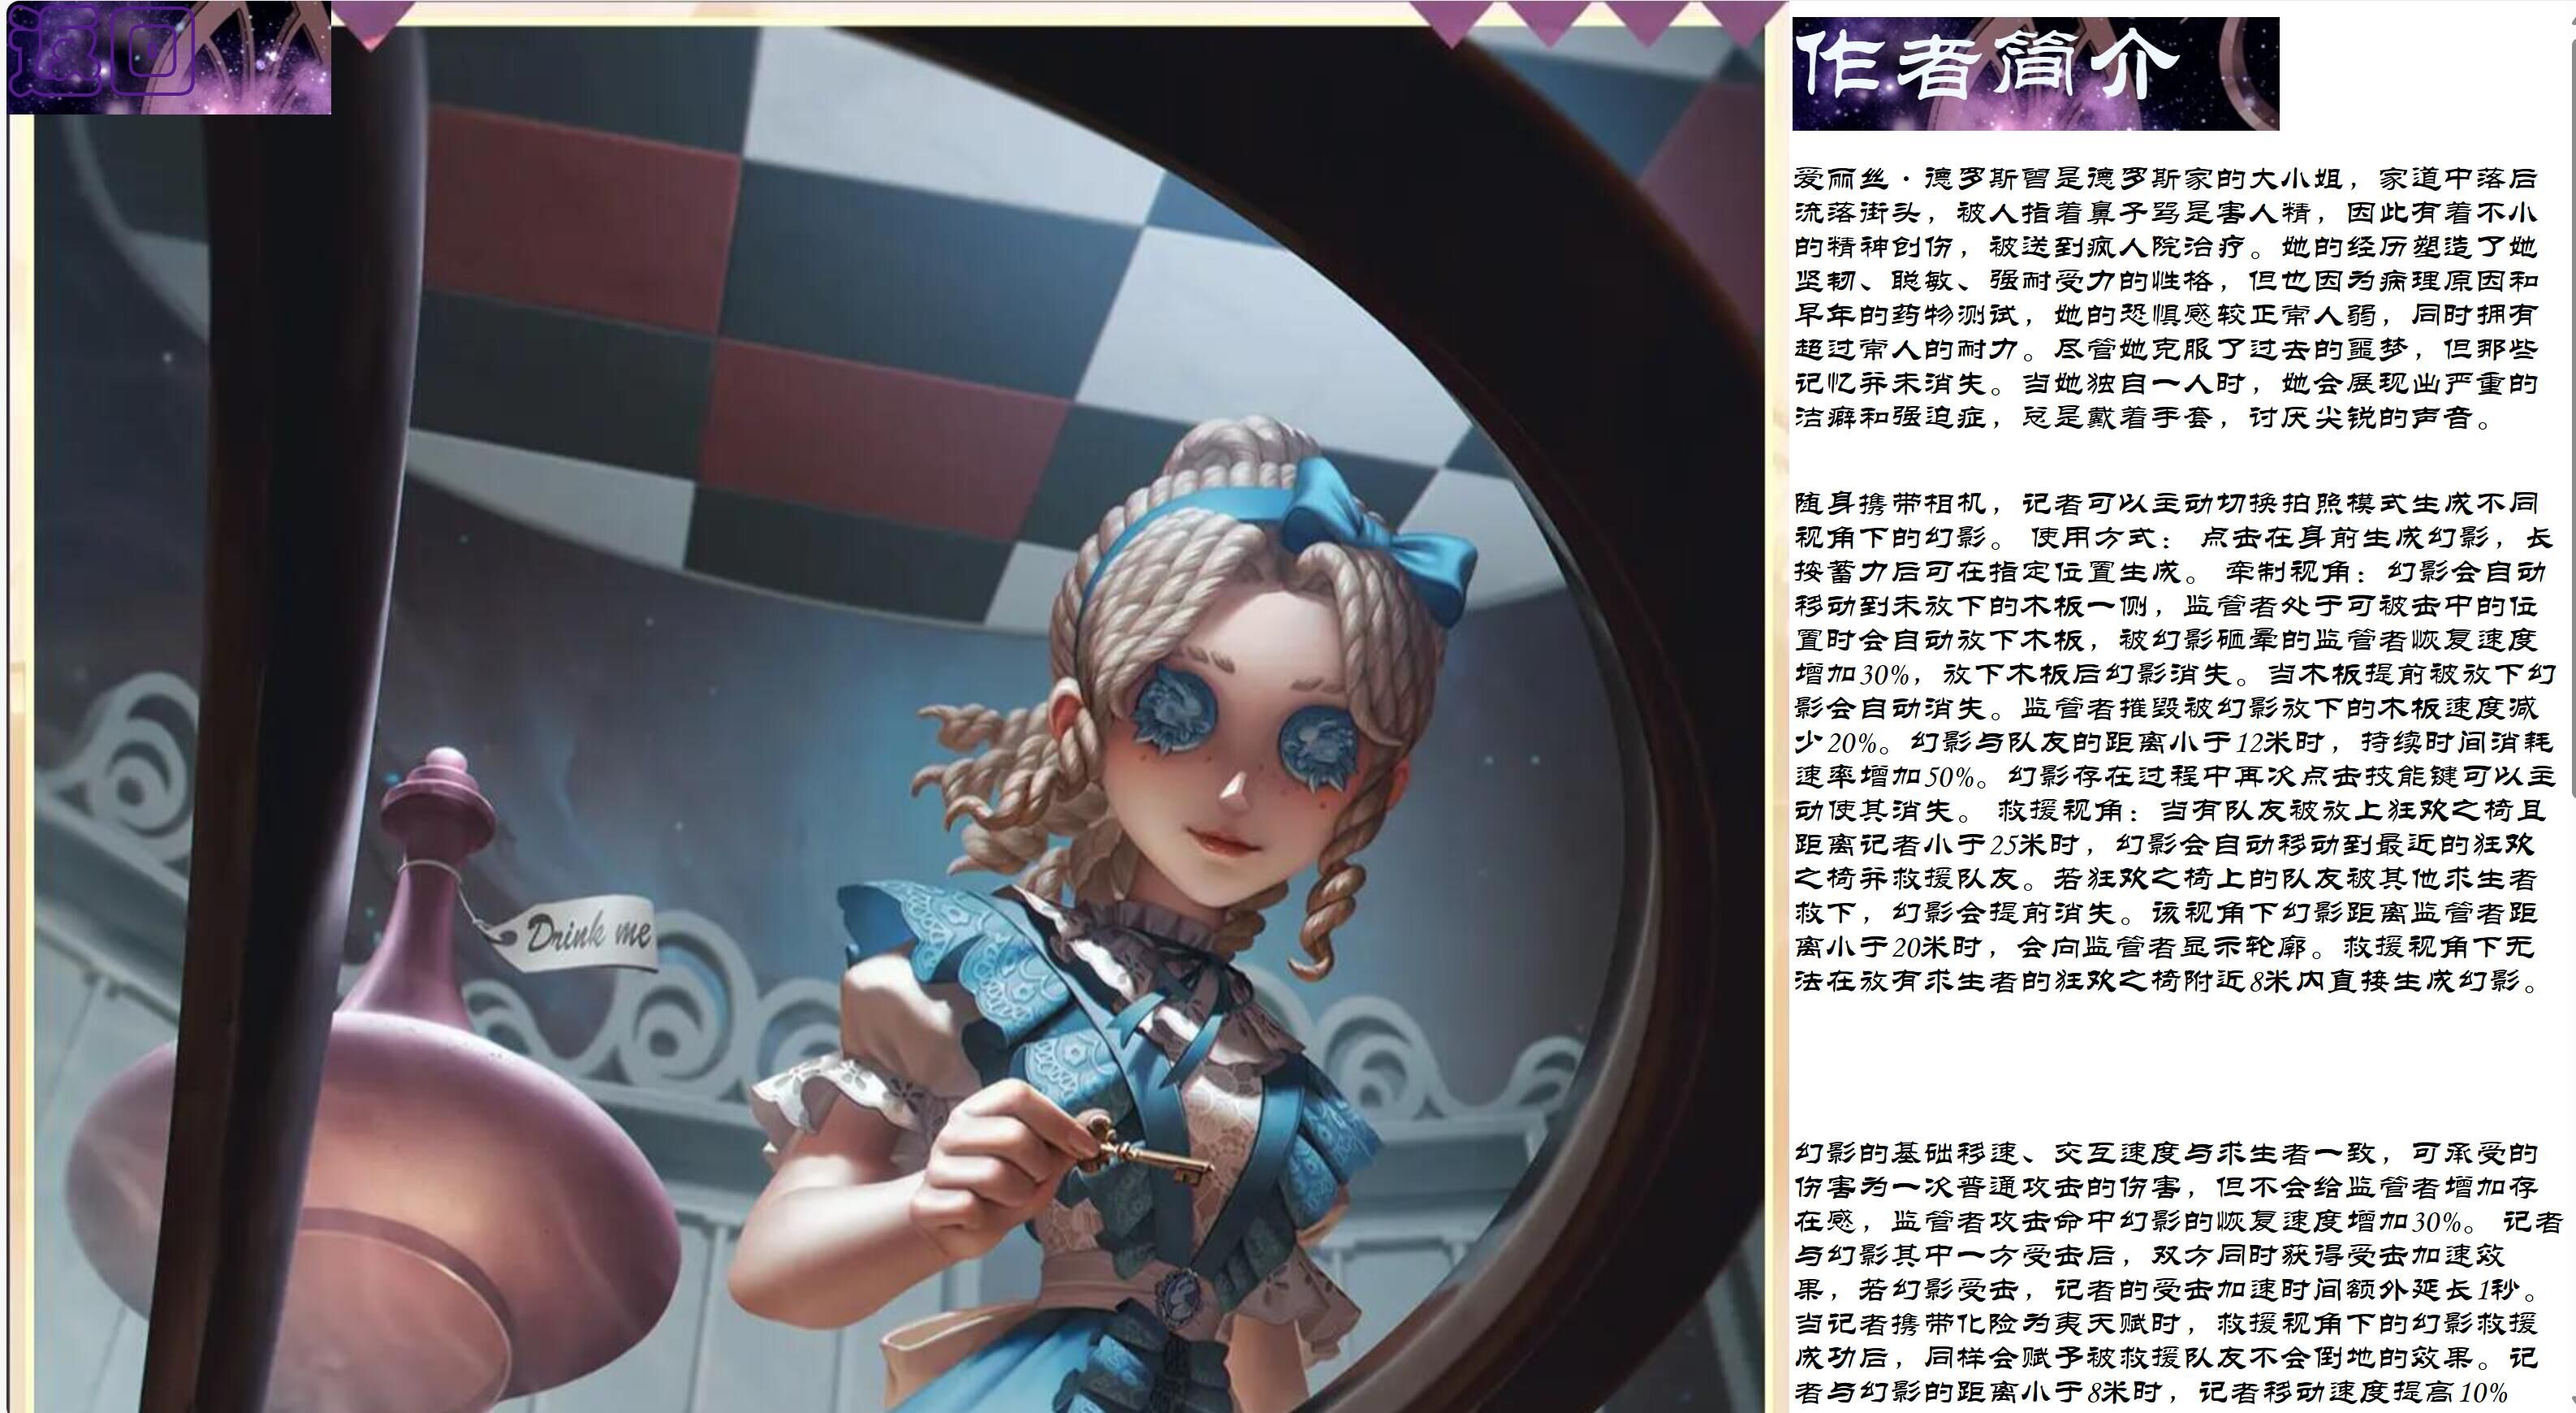 返回
Drink me
作者简介
爱丽丝·德罗斯曾是德罗斯家的大小姐，家道中落后
流落街头，被人指着鼻子骂是害人精，因此有着不小
的精神创伤，被送到疯人院治疗。她的经历塑造了她
坚韧、聪敏、强耐受力的性格，但也因为病理原因和
早年的药物测试，她的恐惧感较正常人弱，同时拥有
超过常人的耐力。尽管她克服了过去的噩梦，但那些
记忆并未消失。当她独自一人时，她会展现出严重的
洁癖和强迫症，总是戴着手套，讨厌尖锐的声音。
随身携带相机，记者可以主动切换拍照模式生成不同
视角下的幻影。 使用方式： 点击在身前生成幻影，长
按蓄力后可在指定位置生成。 牵制视角：幻影会自动
移动到未放下的木板一侧，监管者处于可被击中的位
置时会自动放下木板，被幻影砸晕的监管者恢复速度
增加30%，放下木板后幻影消失。当木板提前被放下幻
影会自动消失。监管者摧毁被幻影放下的木板速度减
少20%。幻影与队友的距离小于12米时，持续时间消耗
速率增加50%。幻影存在过程中再次点击技能键可以主
动使其消失。 救援视角：当有队友被放上狂欢之椅且
距离记者小于25米时，幻影会自动移动到最近的狂欢
之椅并救援队友。若狂欢之椅上的队友被其他求生者
救下，幻影会提前消失。该视角下幻影距离监管者距
离小于20米时，会向监管者显示轮廓。救援视角下无
法在放有求生者的狂欢之椅附近8米内直接生成幻影。
幻影的基础移速、交互速度与求生者一致，可承受的
伤害为一次普通攻击的伤害，但不会给监管者增加存
在感，监管者攻击命中幻影的恢复速度增加30%。 记者
与幻影其中一方受击后，双方同时获得受击加速效
果，若幻影受击，记者的受击加速时间额外延长1秒。
当记者携带化险为夷天赋时，救援视角下的幻影救援
成功后，同样会赋予被救援队友不会倒地的效果。记
者与幻影的距离小于8米时，记者移动速度提高10%